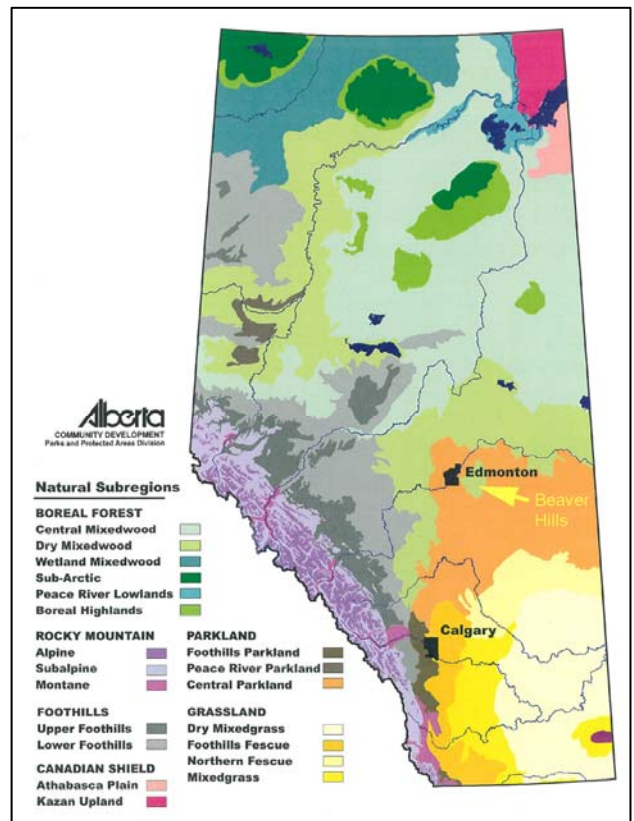 Edmonton
Beaver
Hills
Calgary
Alberta
COMMUNITY DEVELOPMENT
Parks and Protected Areas Division
Natural Subregions
BOREAL FOREST
Central Mixedwood
Dry Mixedwood
Wetland Mixedwood
Sub-Arctic
Peace River Lowlands
Boreal Highlands
ROCKY MOUNTAIN
Alpine
Subalpine
Montane
FOOTHILLS
Upper Foothills
Lower Foothills
CANADIAN SHIELD
Athabasca Plain
Kazan Upland
PARKLAND
Foothills Parkland
Peace River Parkland
Central Parkland
GRASSLAND
Dry Mixedgrass
Foothills Fescue
Northern Fescue
Mixedgrass